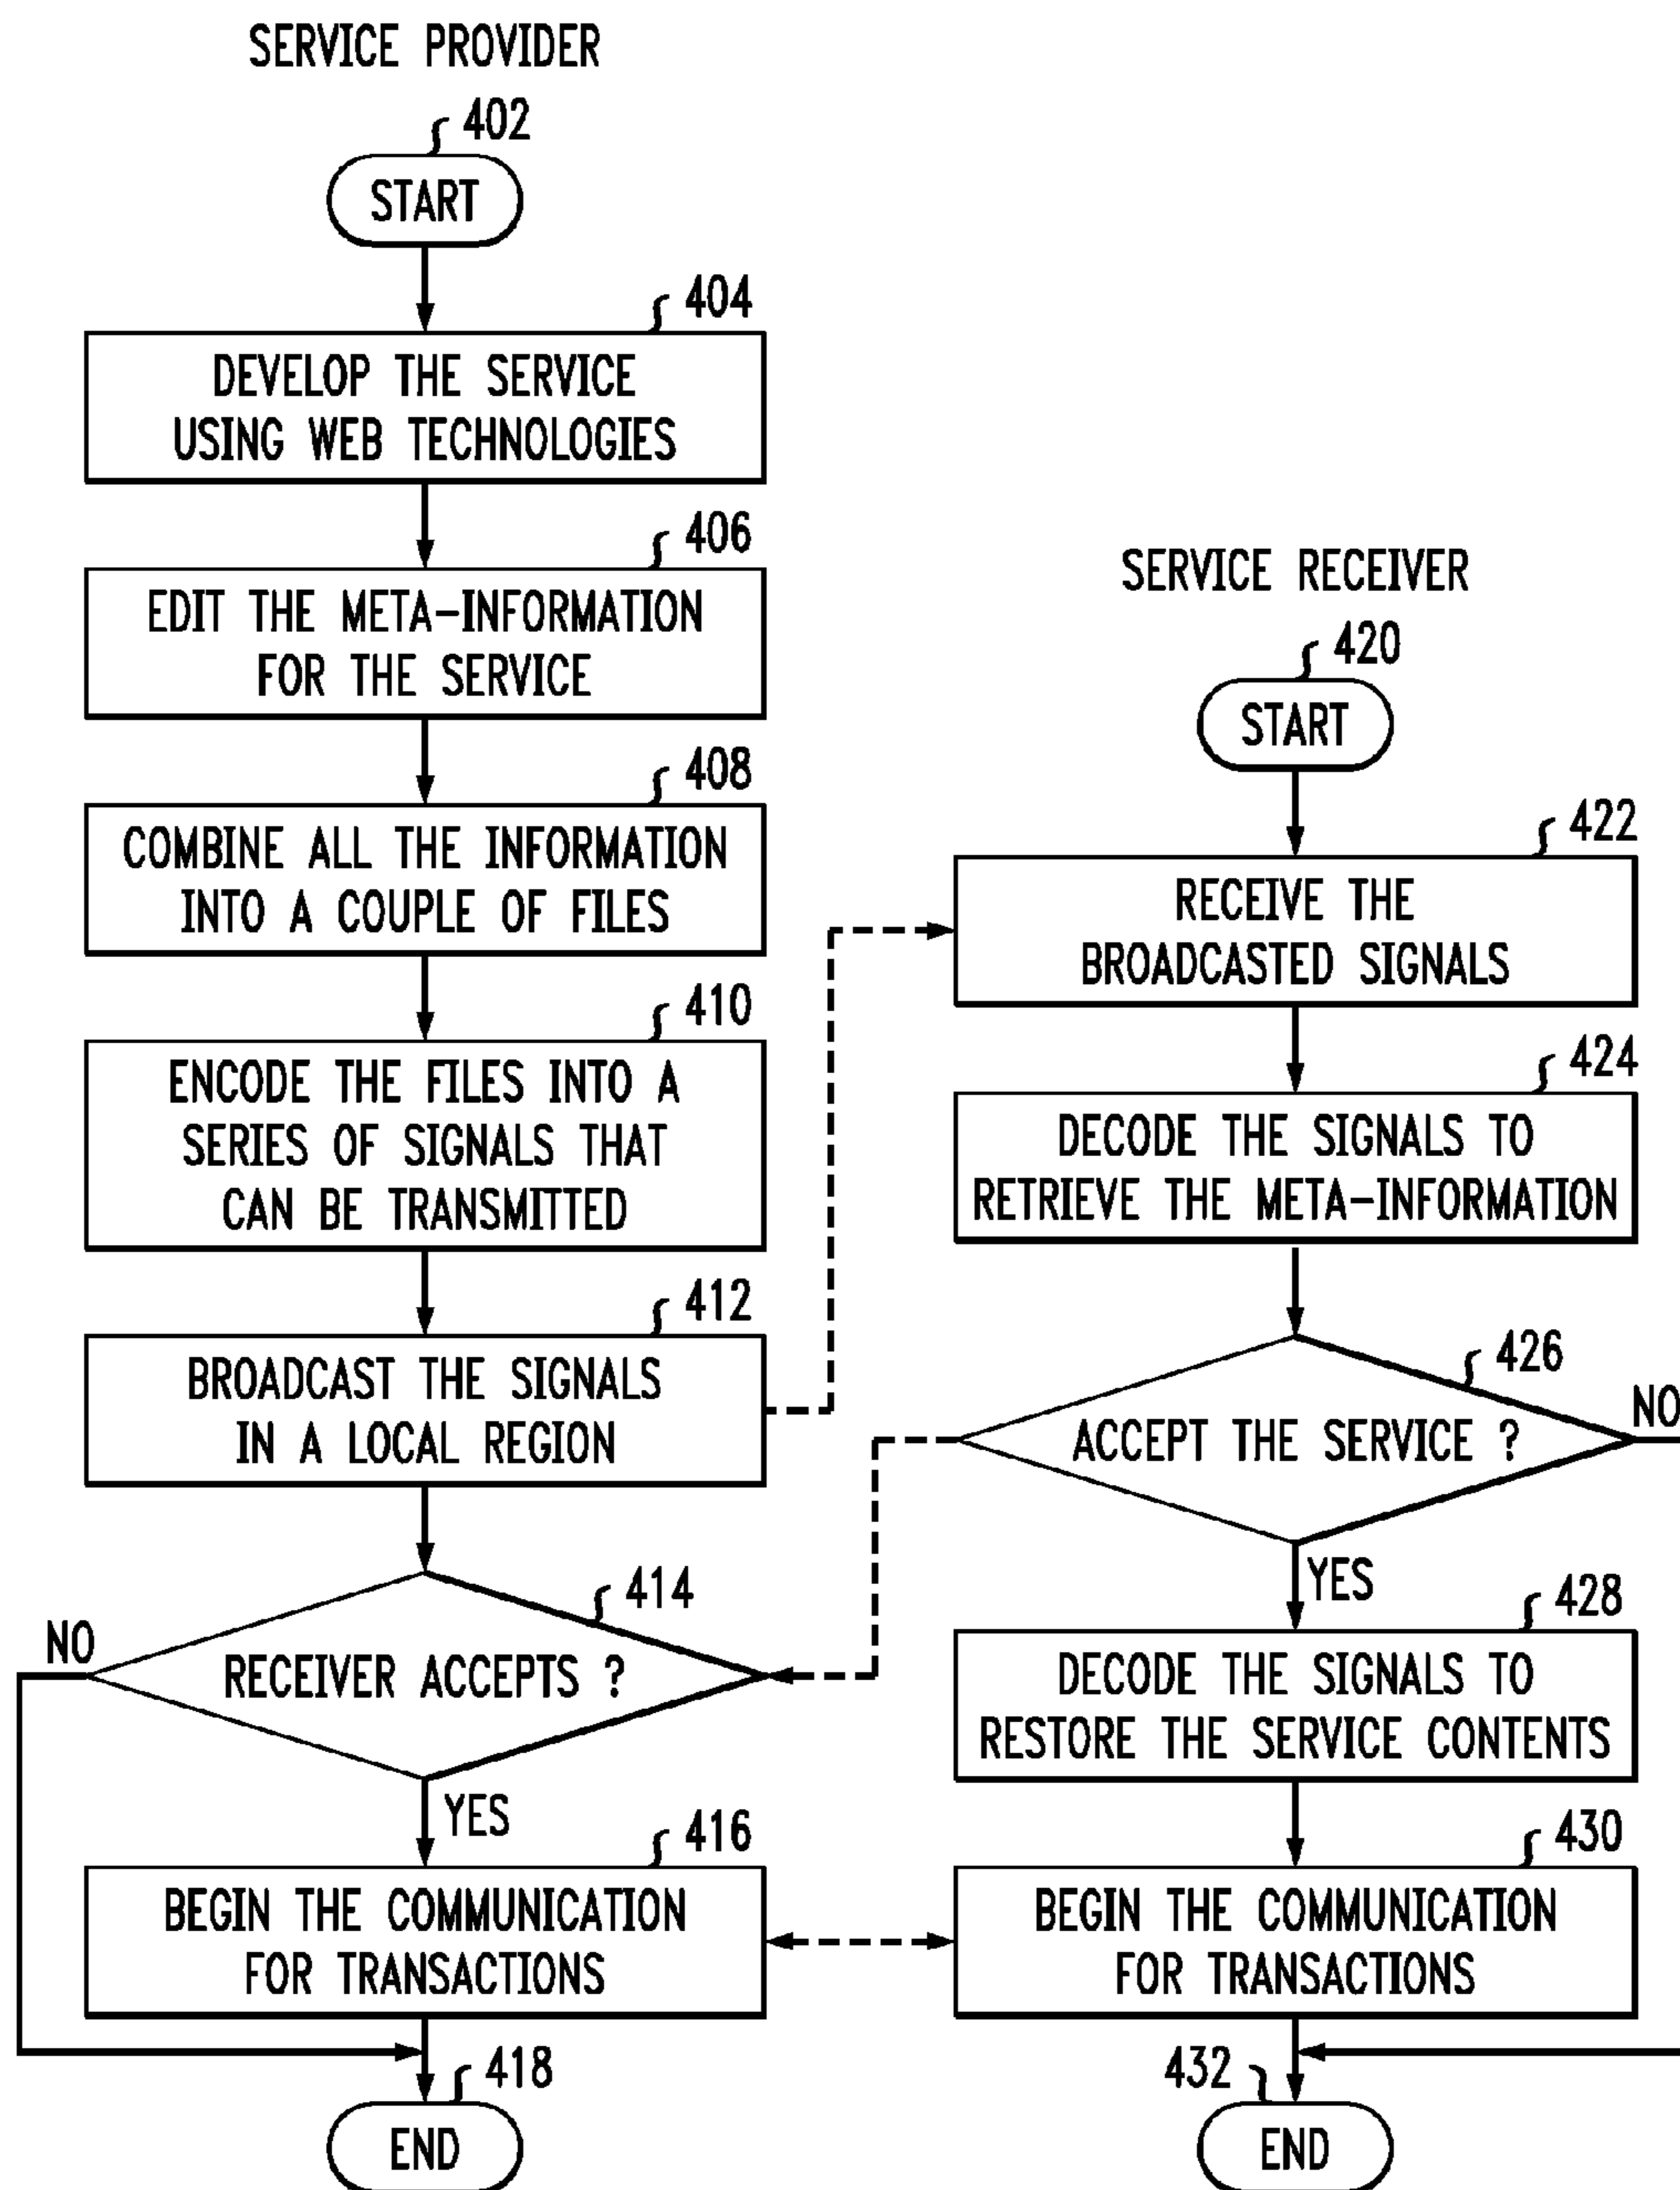 SERVICE PROVIDER
402
START
404
DEVELOP THE SERVICE
USING WEB TECHNOLOGIES
406
EDIT THE META-INFORMATION
FOR THE SERVICE
408
COMBINE ALL THE INFORMATION
INTO A COUPLE OF FILES
410
ENCODE THE FILES INTO A
SERIES OF SIGNALS THAT
CAN BE TRANSMITTED
412
BROADCAST THE SIGNALS
IN A LOCAL REGION
414
NO
RECEIVER ACCEPTS ?
YES
416
BEGIN THE COMMUNICATION
FOR TRANSACTIONS
418
END
SERVICE RECEIVER
420
START
422
RECEIVE THE
BROADCASTED SIGNALS
424
DECODE THE SIGNALS TO
RETRIEVE THE META-INFORMATION
426
NO
ACCEPT THE SERVICE ?
YES
428
DECODE THE SIGNALS TO
RESTORE THE SERVICE CONTENTS
430
BEGIN THE COMMUNICATION
FOR TRANSACTIONS
432
END